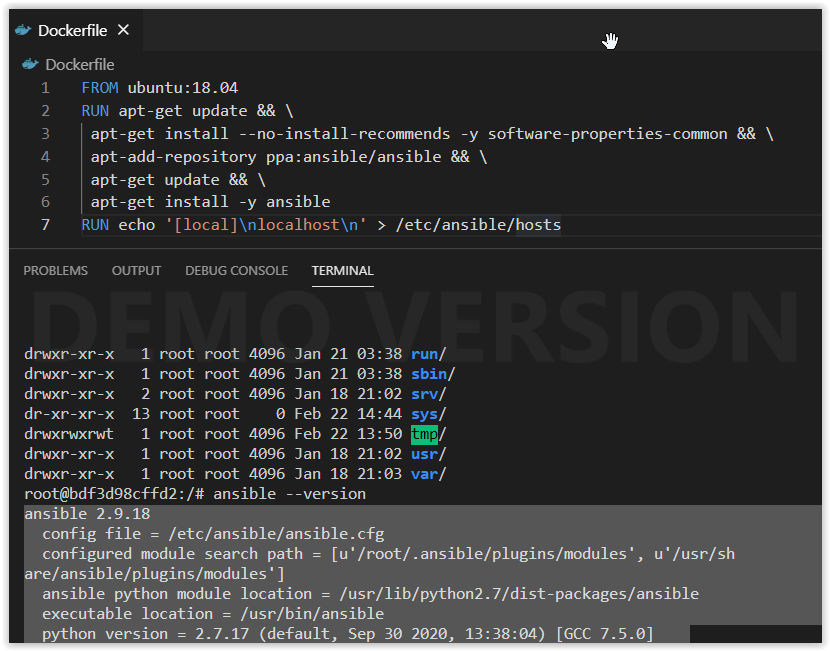 Dockerfile ×
Dockerfile
1 FROM ubuntu:18.04
2 RUN apt-get update && \
3 apt-get install --no-install-recommends -y software-properties-common && \
4 apt-add-repository ppa:ansible/ansible && \
5 apt-get update && \
6 apt-get install -y ansible
7 RUN echo '[local]\nlocalhost\n' > /etc/ansible/hosts
PROBLEMS OUTPUT DEBUG CONSOLE TERMINAL
DEMO VERSION
drwxr-xr-x 1 root root 4096 Jan 21 03:38 run/
drwxr-xr-x 1 root root 4096 Jan 21 03:38 sbin/
drwxr-xr-x 2 root root 4096 Jan 18 21:02 srv/
dr-xr-xr-x 13 root root 0 Feb 22 14:44 sys/
drwxrwxrwt 1 root root 4096 Feb 22 13:50 tmp/
drwxr-xr-x 1 root root 4096 Jan 18 21:02 usr/
drwxr-xr-x 1 root root 4096 Jan 18 21:03 var/
root@bdf3d98cffd2:/# ansible --version
ansible 2.9.18
config file = /etc/ansible/ansible.cfg
configured module search path = [u'/root/.ansible/plugins/modules', u'/usr/sh
are/ansible/plugins/modules']
ansible python module location = /usr/lib/python2.7/dist-packages/ansible
executable location = /usr/bin/ansible
python version = 2.7.17 (default, Sep 30 2020, 13:38:04) [GCC 7.5.0]